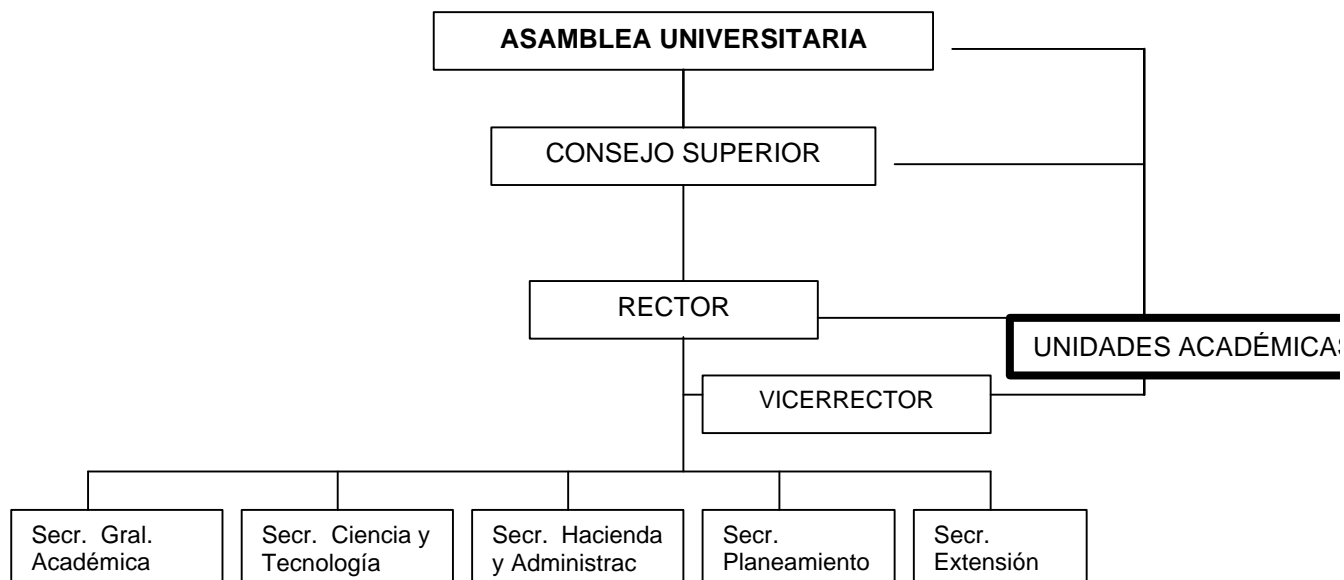 ASAMBLEA UNIVERSITARIA
CONSEJO SUPERIOR
RECTOR
UNIDADES ACADÉMICAS
VICERRECTOR
Secr. Gral.
Académica
Secr. Ciencia y
Tecnología
Secr. Hacienda
y Administrac
Secr.
Planeamiento
Secr.
Extensión